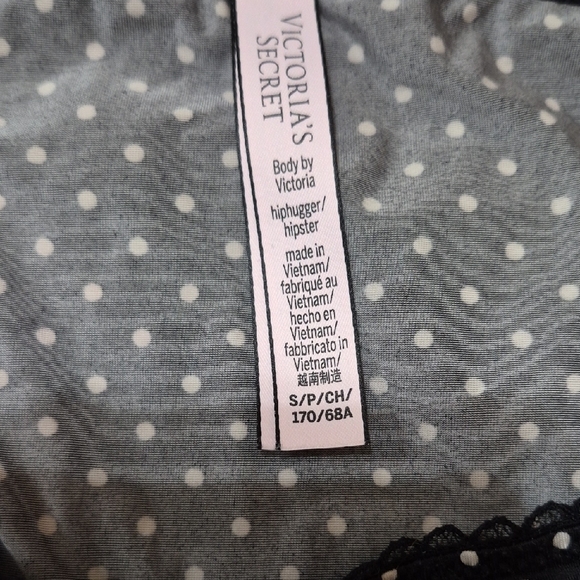 VICTORIA'S
SECRET
Body by
Victoria
hiphugger/
hipster
made in
Vietnam/
fabriqué au
Vietnam/
hecho en
Vietnam/
fabbricato in
Vietnam/
越南制造
S/P/CH/
170/68A